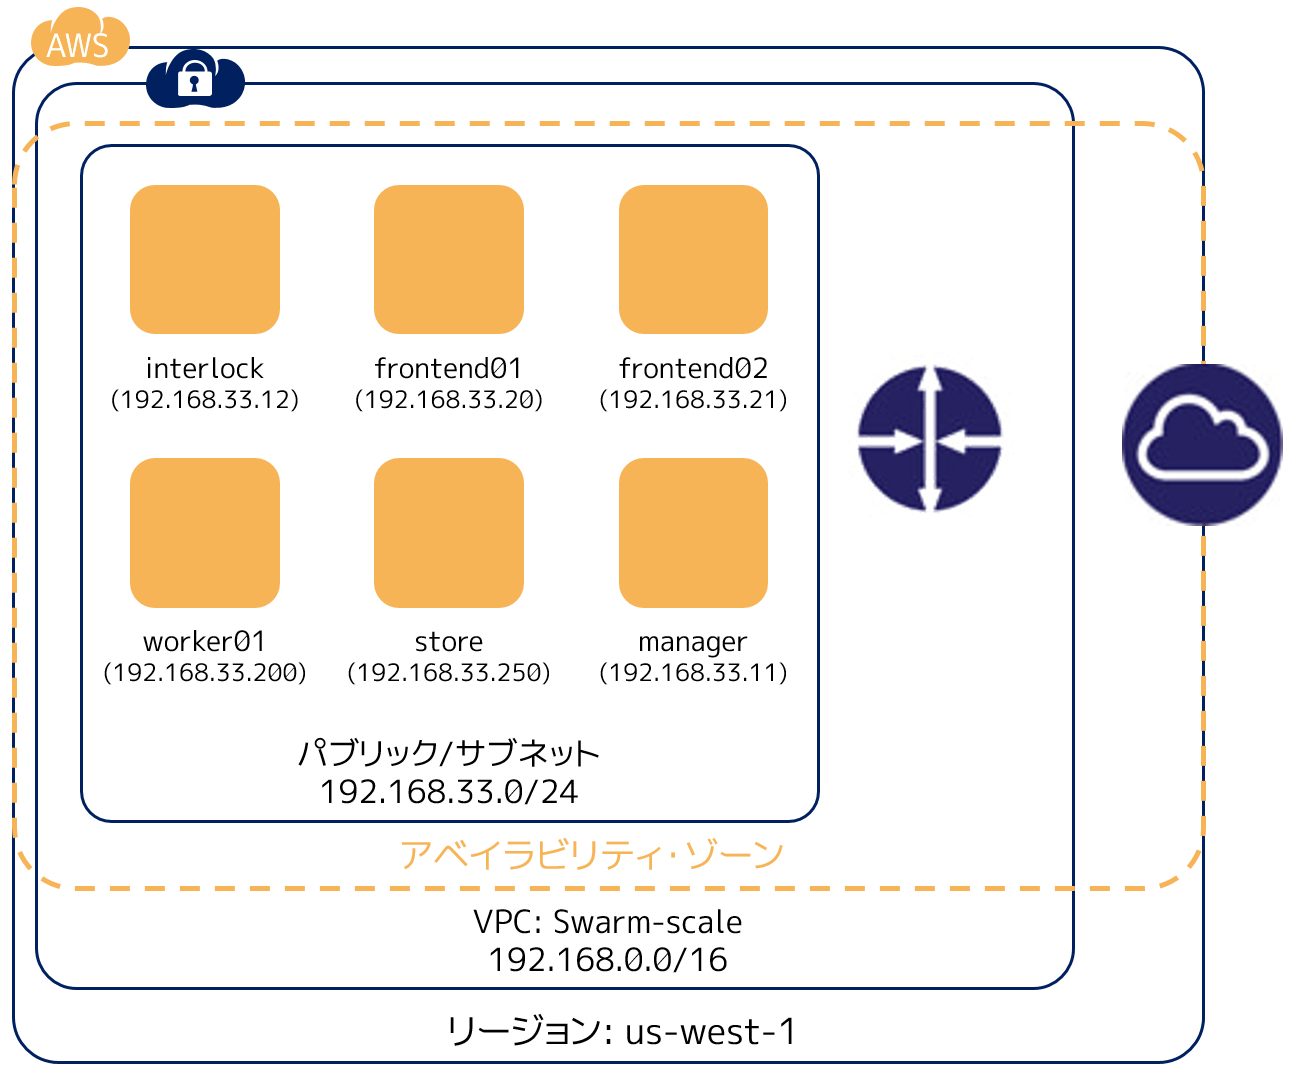 AWS
interlock
(192.168.33.12)
frontend01
(192.168.33.20)
frontend02
(192.168.33.21)
worker01
(192.168.33.200)
store
(192.168.33.250)
manager
(192.168.33.11)
パブリック/サブネット
192.168.33.0/24
アベイラビリティ・ゾーン
VPC: Swarm-scale
192.168.0.0/16
リージョン: us-west-1